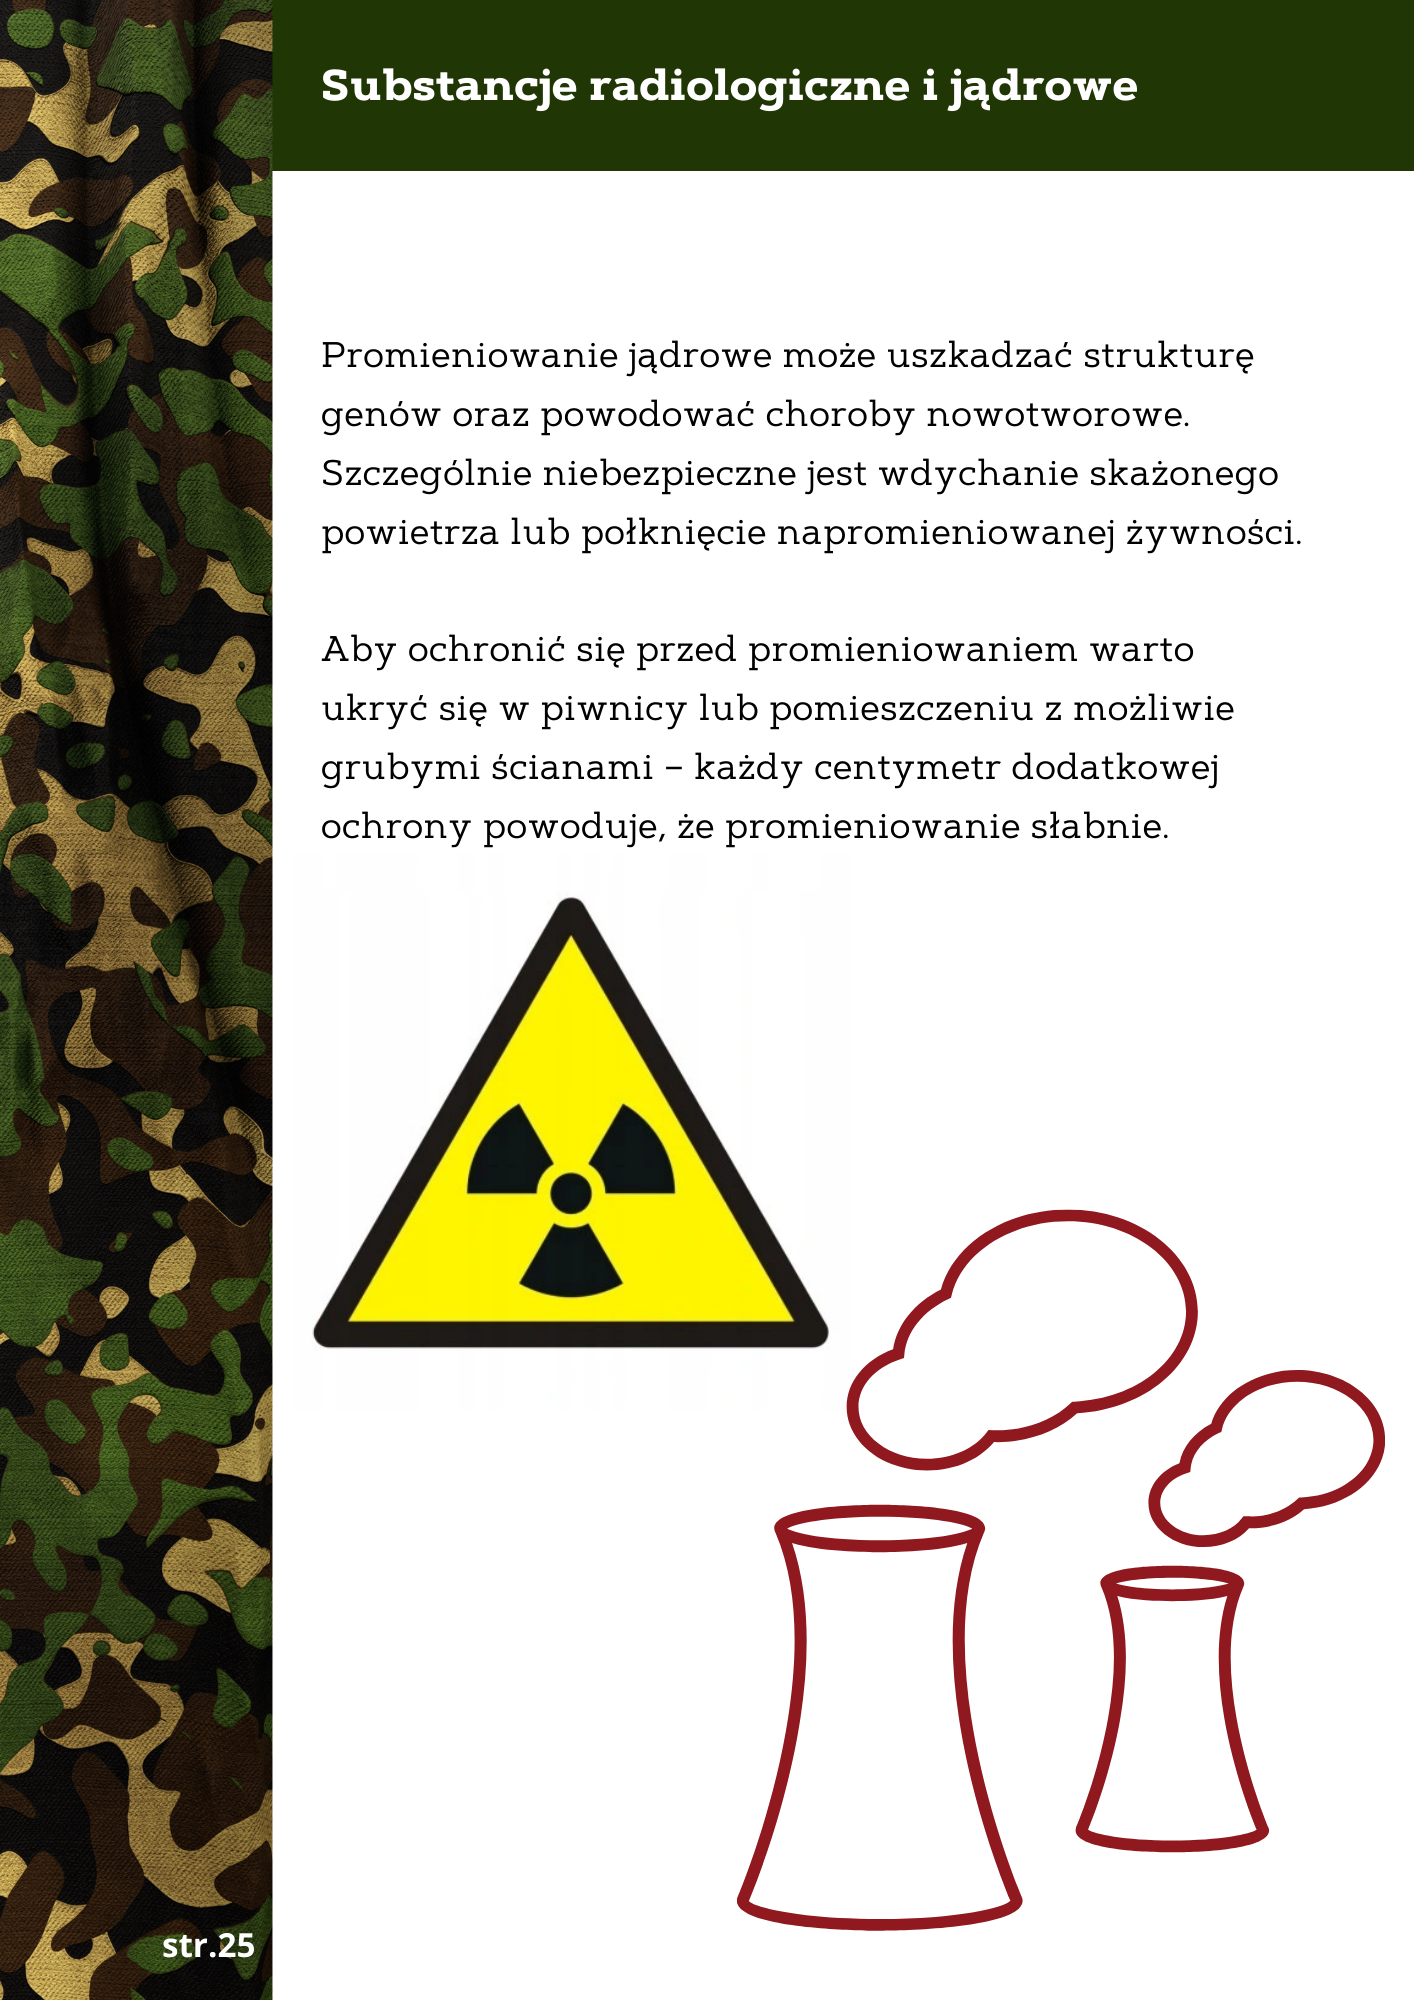 Substancje radiologiczne i jądrowe
Promieniowanie jądrowe może uszkadzać strukturę
genów oraz powodować choroby nowotworowe.
Szczególnie niebezpieczne jest wdychanie skażonego
powietrza lub połknięcie napromieniowanej żywności.
Aby ochronić się przed promieniowaniem warto
ukryć się w piwnicy lub pomieszczeniu z możliwie
grubymi ścianami – każdy centymetr dodatkowej
ochrony powoduje, że promieniowanie słabnie.
str.25